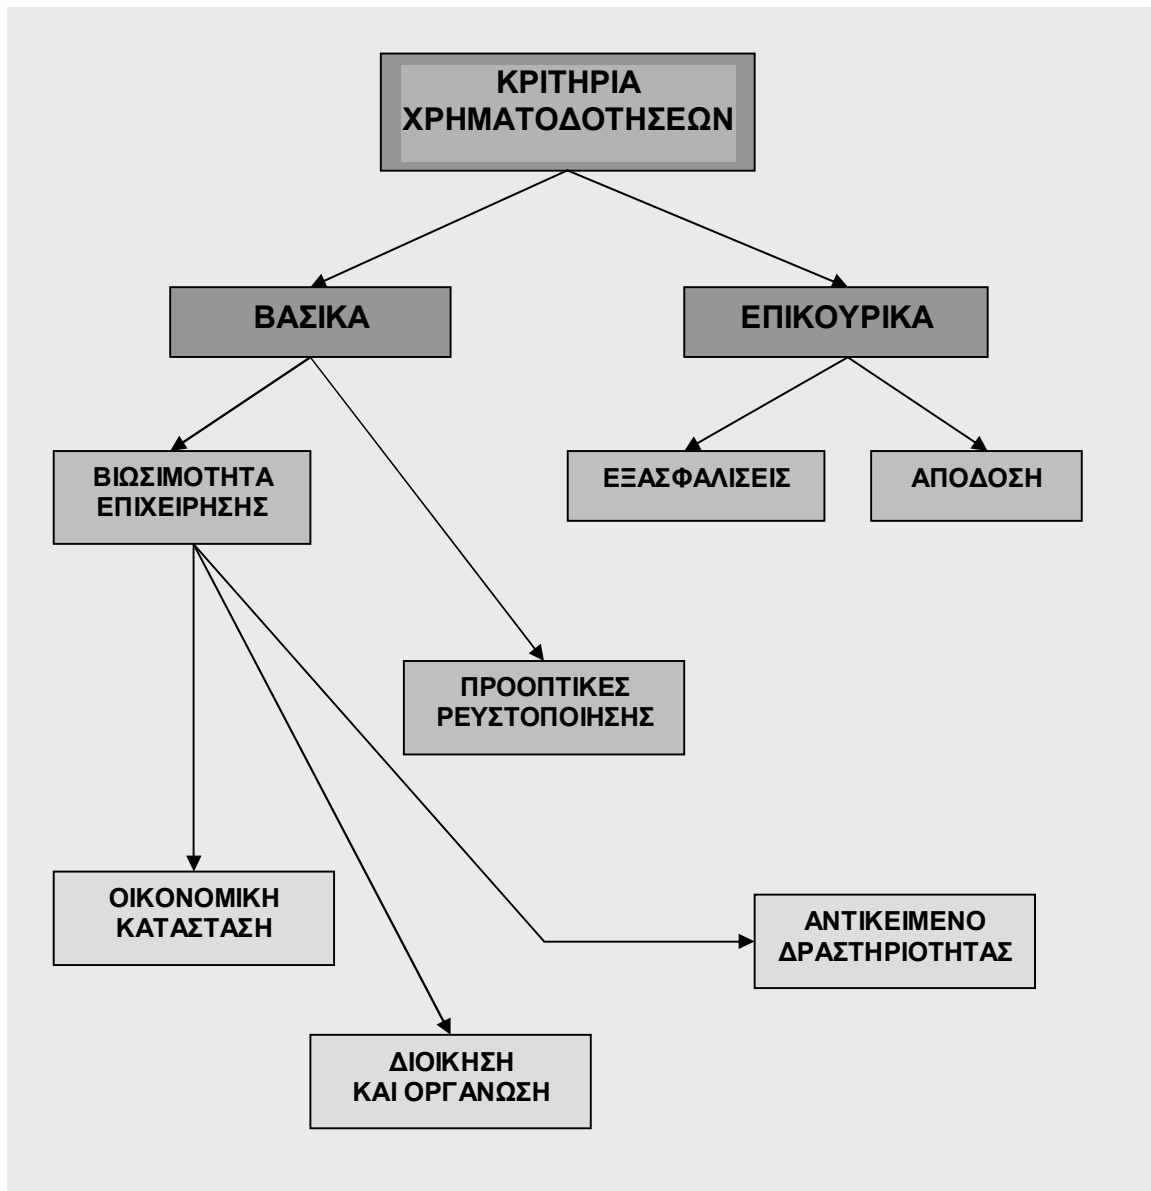 ΚΡΙΤΗΡΙΑ
ΧΡΗΜΑΤΟΔΟΤΗΣΕΩΝ
ΒΑΣΙΚΑ
ΕΠΙΚΟΥΡΙΚΑ
ΒΙΩΣΙΜΟΤΗΤΑ
ΕΠΙΧΕΙΡΗΣΗΣ
ΕΞΑΣΦΑΛΙΣΕΙΣ
ΑΠΟΔΟΣΗ
ΠΡΟΟΠΤΙΚΕΣ
ΡΕΥΣΤΟΠΟΙΗΣΗΣ
ΟΙΚΟΝΟΜΙΚΗ
ΚΑΤΑΣΤΑΣΗ
ΑΝΤΙΚΕΙΜΕΝΟ
ΔΡΑΣΤΗΡΙΟΤΗΤΑΣ
ΔΙΟΙΚΗΣΗ
ΚΑΙ ΟΡΓΑΝΩΣΗ